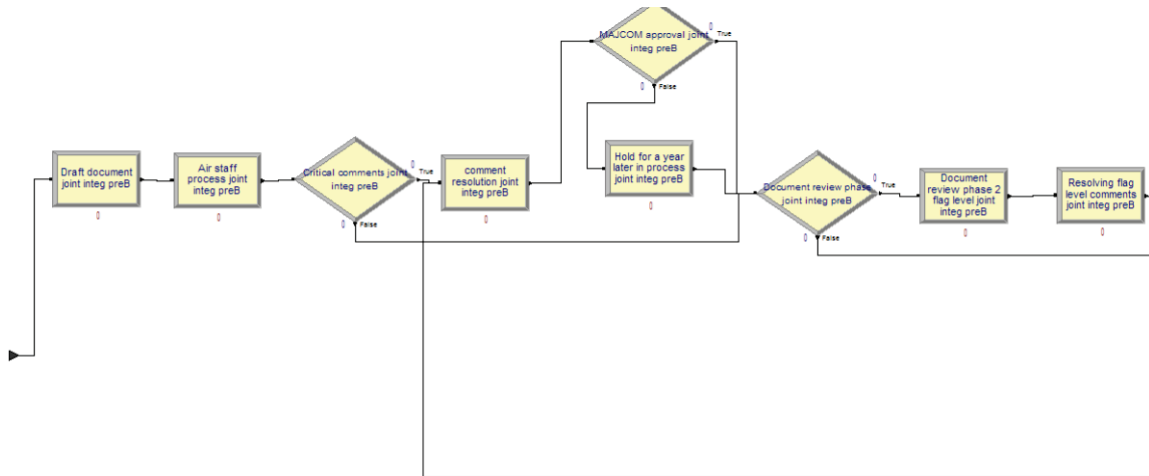 MAJCOM approval joint
integ preB
0
True
0
False
Draft document
joint integ preB
0
Air staff
process joint
integ preB
0
Critical comments joint
integ preB
0
True
0
False
comment
resolution joint
integ preB
0
Hold for a year
later in process
joint integ preB
0
Document review phase
joint integ preB
0
True
0
False
Document
review phase 2
flag level joint
integ preB
0
Resolving flag
level comments
joint integ preB
0